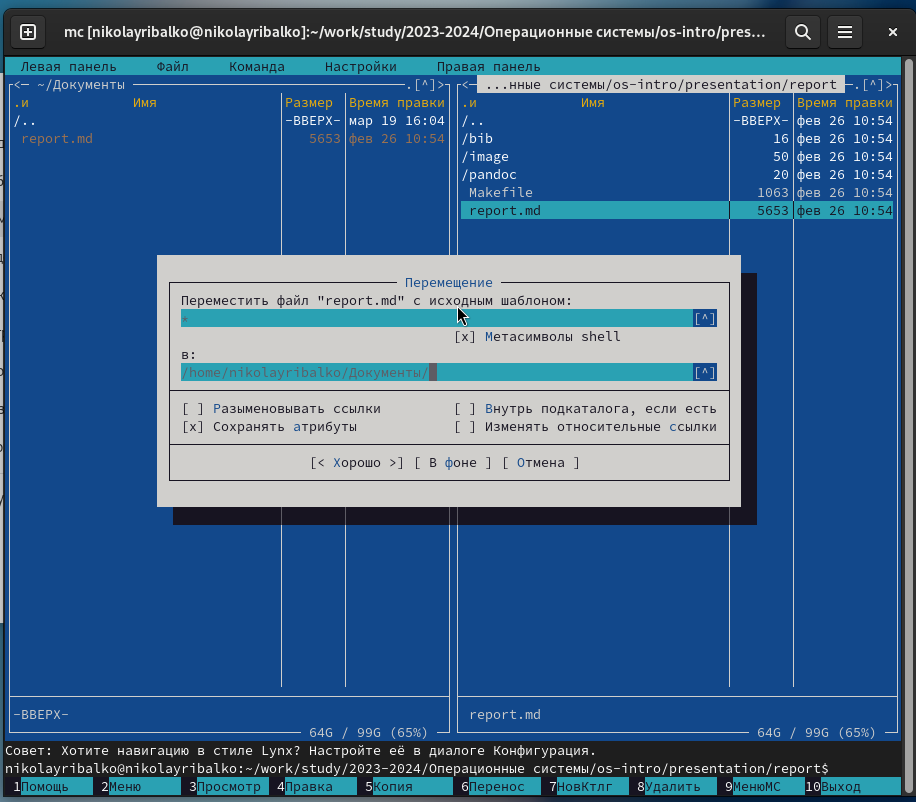 mc [nikolayribalko@nikolayribalko]:~/work/study/2023-2024/Операционные системы/os-intro/pres…
Левая панель Файл Команда Настройки Правая панель
<— ~/Документы .[^]> <— ...нные системы/os-intro/presentation/report .[^]>
.и Имя Размер Время правки .и Имя Размер Время правки
/.. -ВВЕРХ- мар 19 16:04 /.. -ВВЕРХ- фев 26 10:54
report.md 5653 фев 26 10:54 /bib 16 фев 26 10:54
/image 50 фев 26 10:54
/pandoc 20 фев 26 10:54
Makefile 1063 фев 26 10:54
report.md 5653 фев 26 10:54
Перемещение
Переместить файл "report.md" с исходным шаблоном:
* [^]
[x] Метасимволы shell
в:
/home/nikolayribalko/Документы/ [^]
[ ] Разыменовывать ссылки [ ] Внутрь подкаталога, если есть
[x] Сохранять атрибуты [ ] Изменять относительные ссылки
[< Хорошо >] [ В фоне ] [ Отмена ]
-ВВЕРХ- report.md
64G / 99G (65%) 64G / 99G (65%)
Совет: Хотите навигацию в стиле Lynx? Настройте её в диалоге Конфигурация.
nikolayribalko@nikolayribalko:~/work/study/2023-2024/Операционные системы/os-intro/presentation/report$
1Помощь 2Меню 3Просмотр 4Правка 5Копия 6Перенос 7НовКтлг 8Удалить 9МенюMC 10Выход